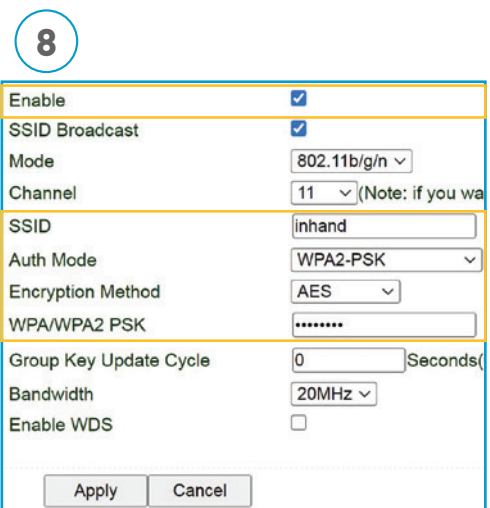 8
Enable
SSID Broadcast
Mode 802.11b/g/n
Channel 11 (Note: if you wa
SSID inhand
Auth Mode WPA2-PSK
Encryption Method AES
WPA/WPA2 PSK ••••••••
Group Key Update Cycle 0 Seconds(
Bandwidth 20MHz
Enable WDS
Apply Cancel